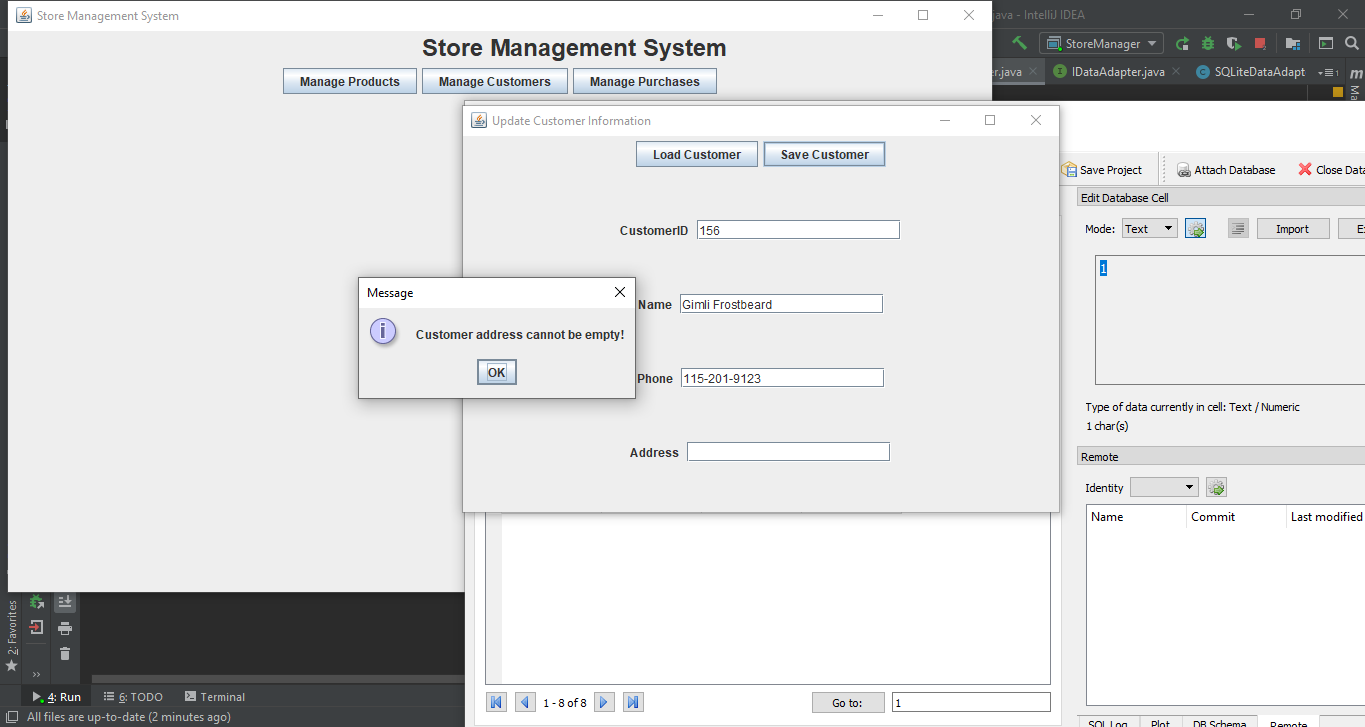 Store Management System
java - IntelliJ IDEA
Store Management System
StoreManager
Manage Products
Manage Customers
Manage Purchases
er.java
IDataAdapter.java
SQLiteDataAdapt
Update Customer Information
Load Customer
Save Customer
Save Project
Attach Database
Close Data
Edit Database Cell
CustomerID
156
Mode:
Text
Import
1
Message
Customer address cannot be empty!
OK
Name
Gimli Frostbeard
Phone
115-201-9123
Type of data currently in cell: Text / Numeric
1 char(s)
Address
Remote
Identity
Name
Commit
Last modified
2: Favorites
1 - 8 of 8
Go to:
1
4: Run
6: TODO
Terminal
All files are up-to-date (2 minutes ago)
SQL Log
Plot
DB Schema
Remote